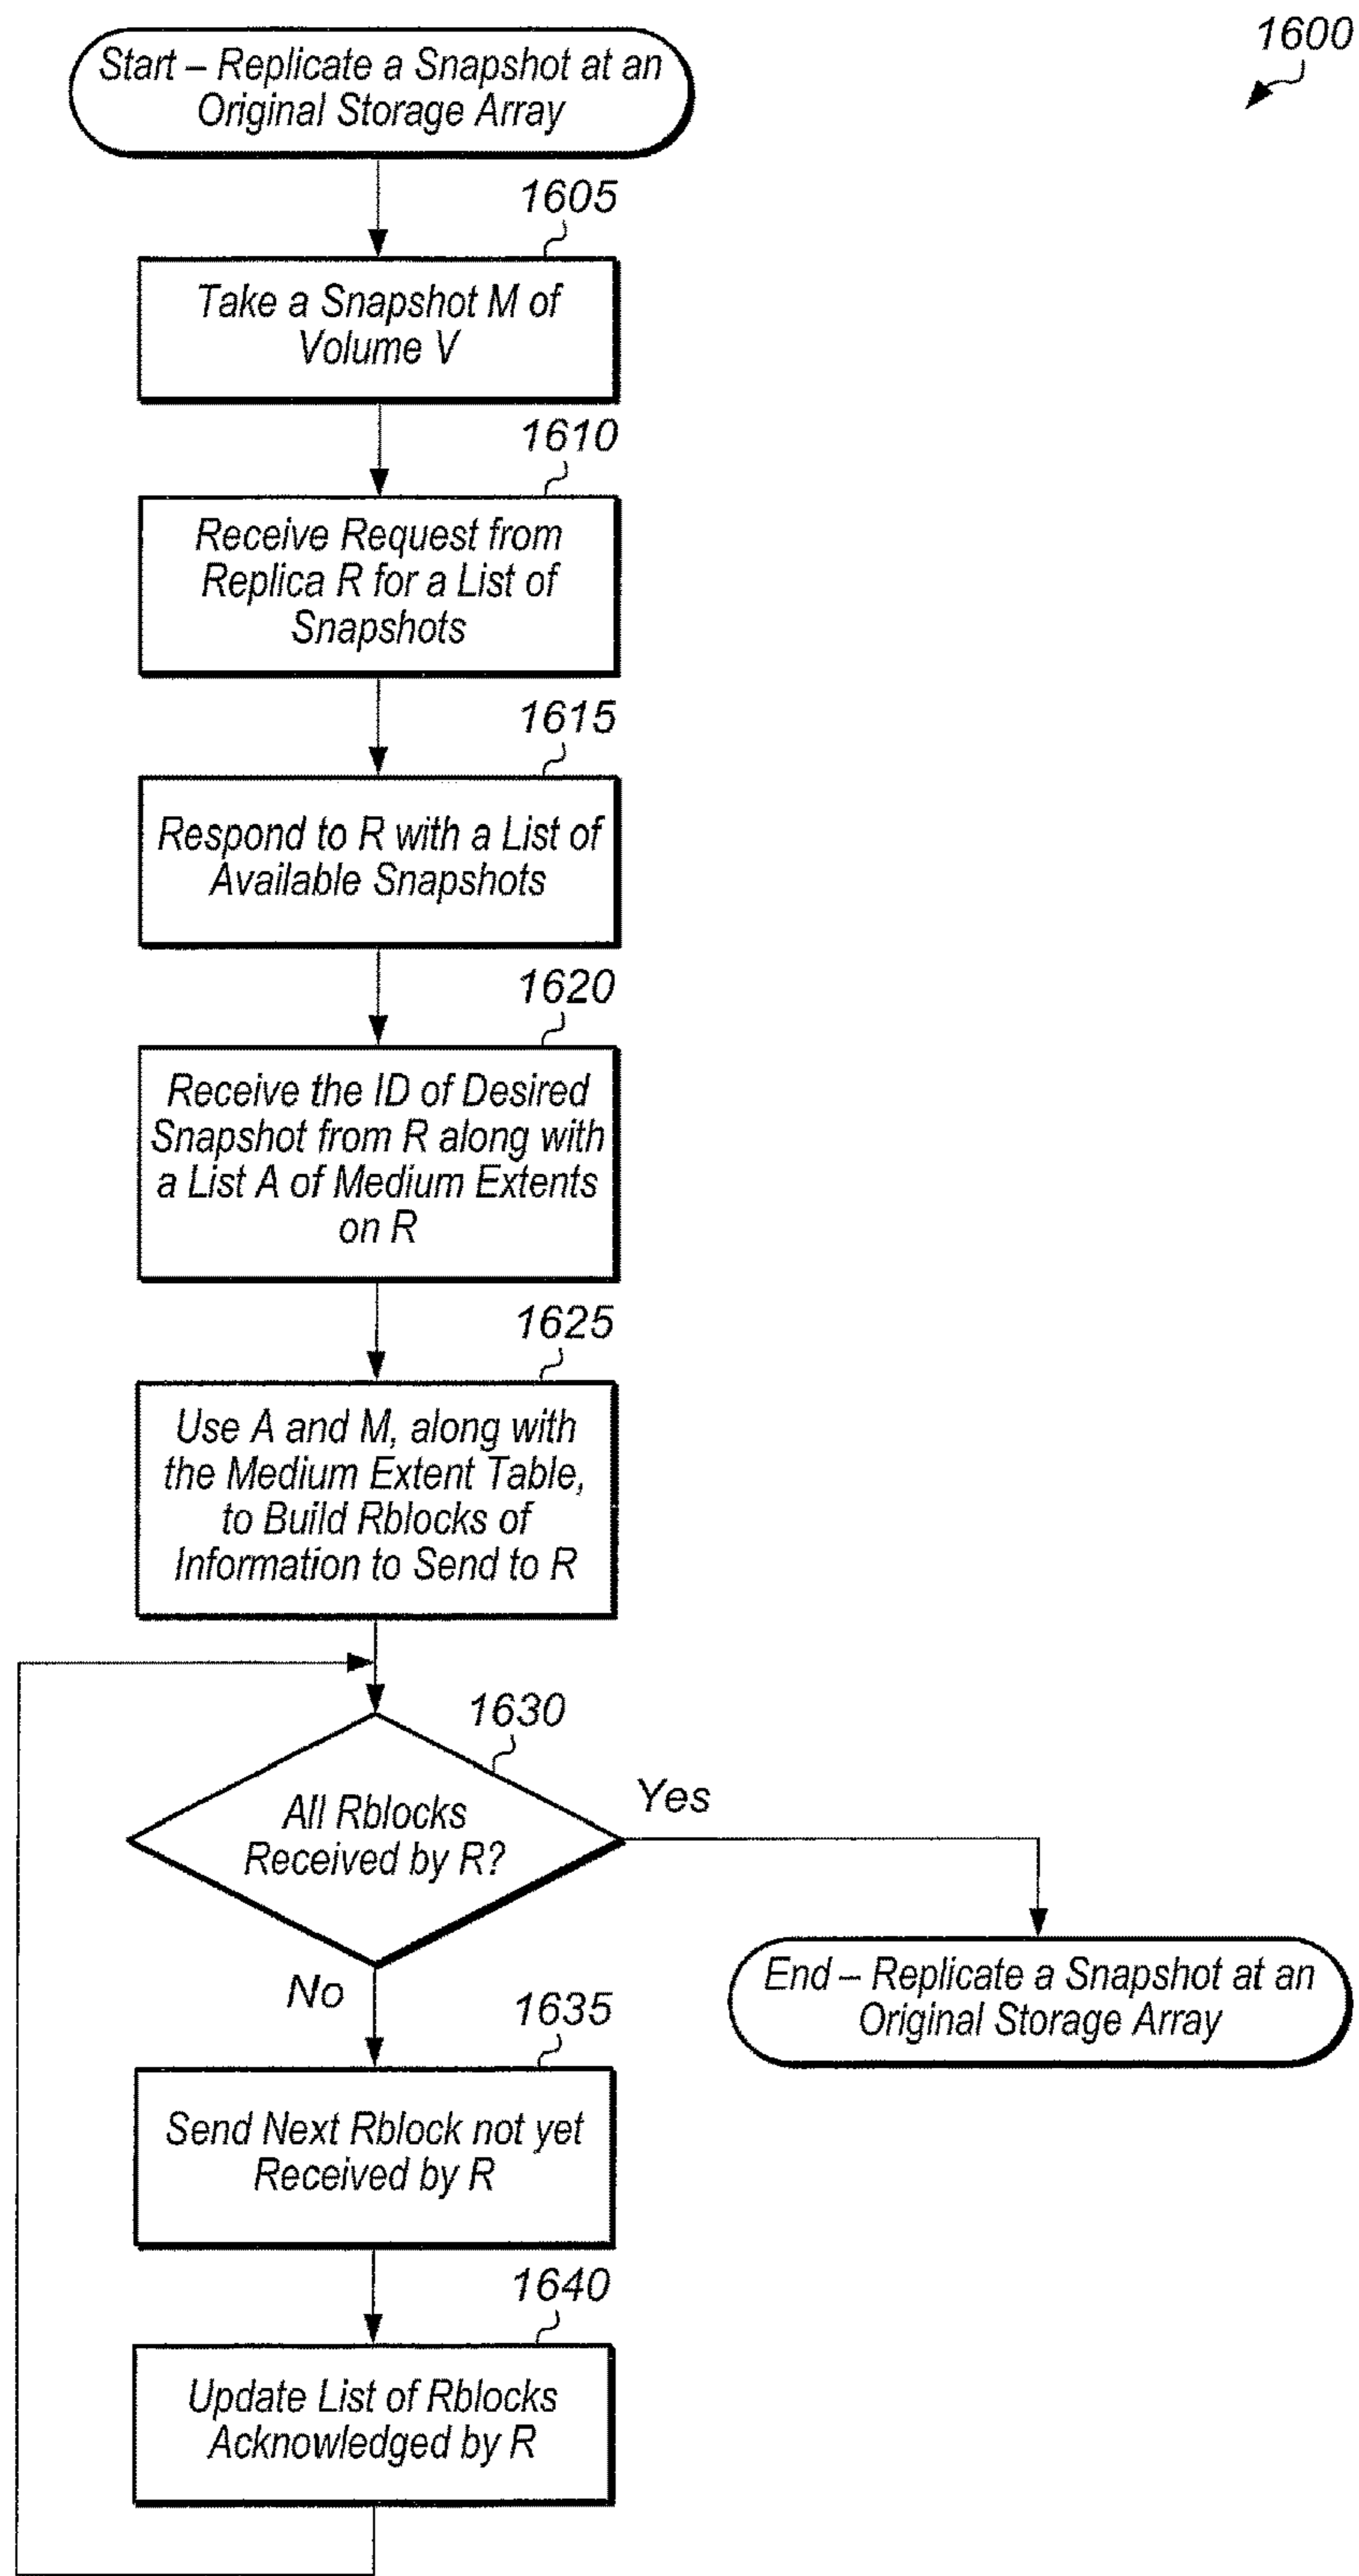 1600
Start – Replicate a Snapshot at an
Original Storage Array
1605
Take a Snapshot M of
Volume V
1610
Receive Request from
Replica R for a List of
Snapshots
1615
Respond to R with a List of
Available Snapshots
1620
Receive the ID of Desired
Snapshot from R along with
a List A of Medium Extents
on R
1625
Use A and M, along with
the Medium Extent Table,
to Build Rblocks of
Information to Send to R
1630
All Rblocks
Received by R?
Yes
No
End – Replicate a Snapshot at an
Original Storage Array
1635
Send Next Rblock not yet
Received by R
1640
Update List of Rblocks
Acknowledged by R